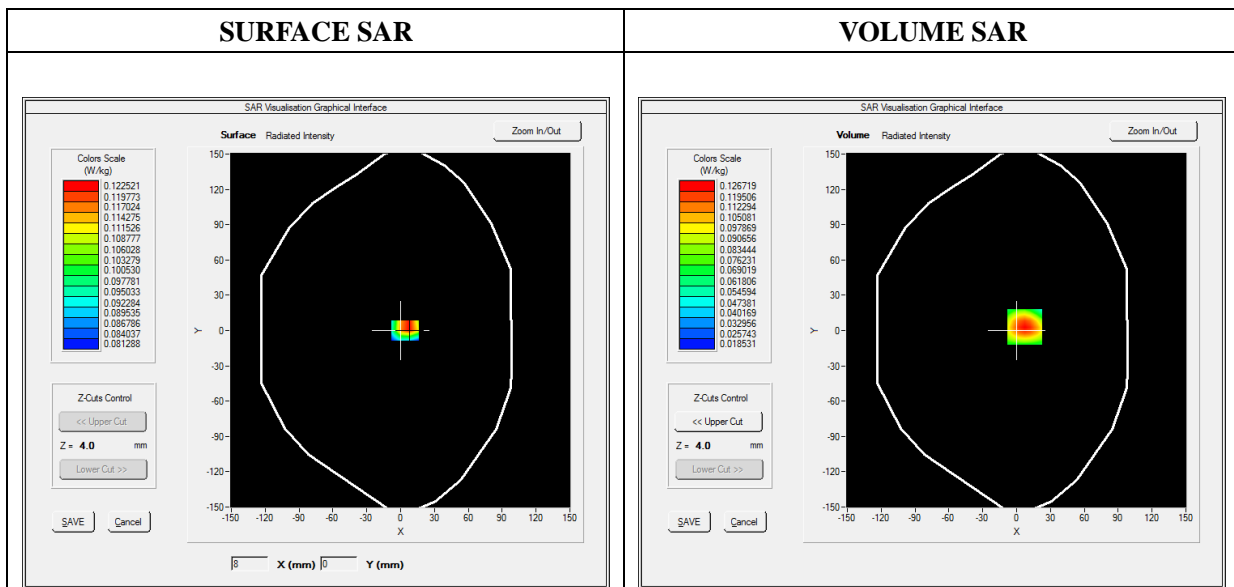 SURFACE SAR
VOLUME SAR
SAR Visualisation Graphical Interface
Surface Radiated Intensity
Zoom In/Out
Colors Scale
(W/kg)
0.122521
0.119773
0.117024
0.114275
0.111526
0.108777
0.106028
0.103279
0.100530
0.097781
0.095033
0.092284
0.089535
0.086786
0.084037
0.081288
Z-Cuts Control
<< Upper Cut
Z = 4.0 mm
Lower Cut >>
SAVE Cancel
150
120
90
60
30
0
-30
-60
-90
-120
-150
Y
-150 -120 -90 -60 -30 0 30 60 90 120 150
X
8 X (mm) 0 Y (mm)
SAR Visualisation Graphical Interface
Volume Radiated Intensity
Zoom In/Out
Colors Scale
(W/kg)
0.126719
0.119506
0.112294
0.105081
0.097869
0.090656
0.083444
0.076231
0.069019
0.061806
0.054594
0.047381
0.040169
0.032956
0.025743
0.018531
Z-Cuts Control
<< Upper Cut
Z = 4.0 mm
Lower Cut >>
SAVE Cancel
150
120
90
60
30
0
-30
-60
-90
-120
-150
Y
-150 -120 -90 -60 -30 0 30 60 90 120 150
X